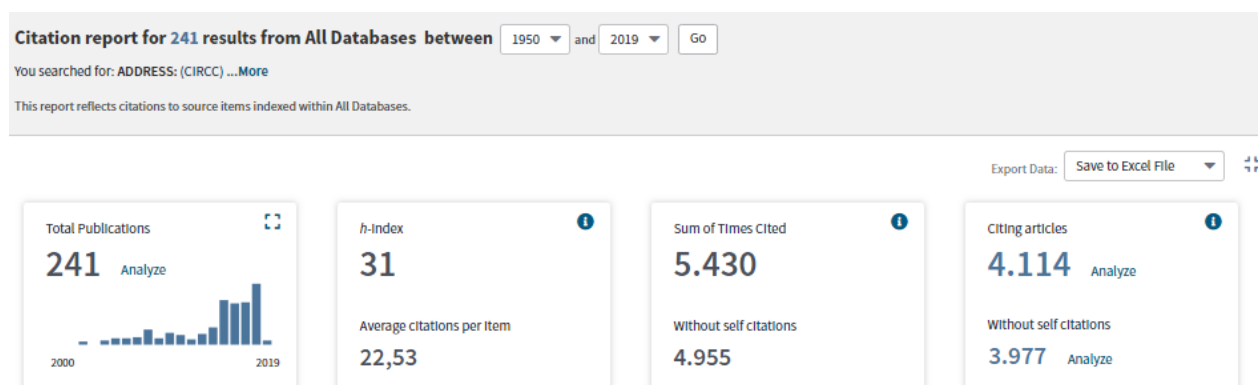 Citation report for 241 results from All Databases between 1950 and 2019 Go
You searched for: ADDRESS: (CIRCC) ...More
This report reflects citations to source items indexed within All Databases.
Export Data: Save to Excel File
Total Publications
241 Analyze
2000 2019
h-index
31
Average citations per item
22,53
Sum of Times Cited
5.430
Without self citations
4.955
Citing articles
4.114 Analyze
Without self citations
3.977 Analyze